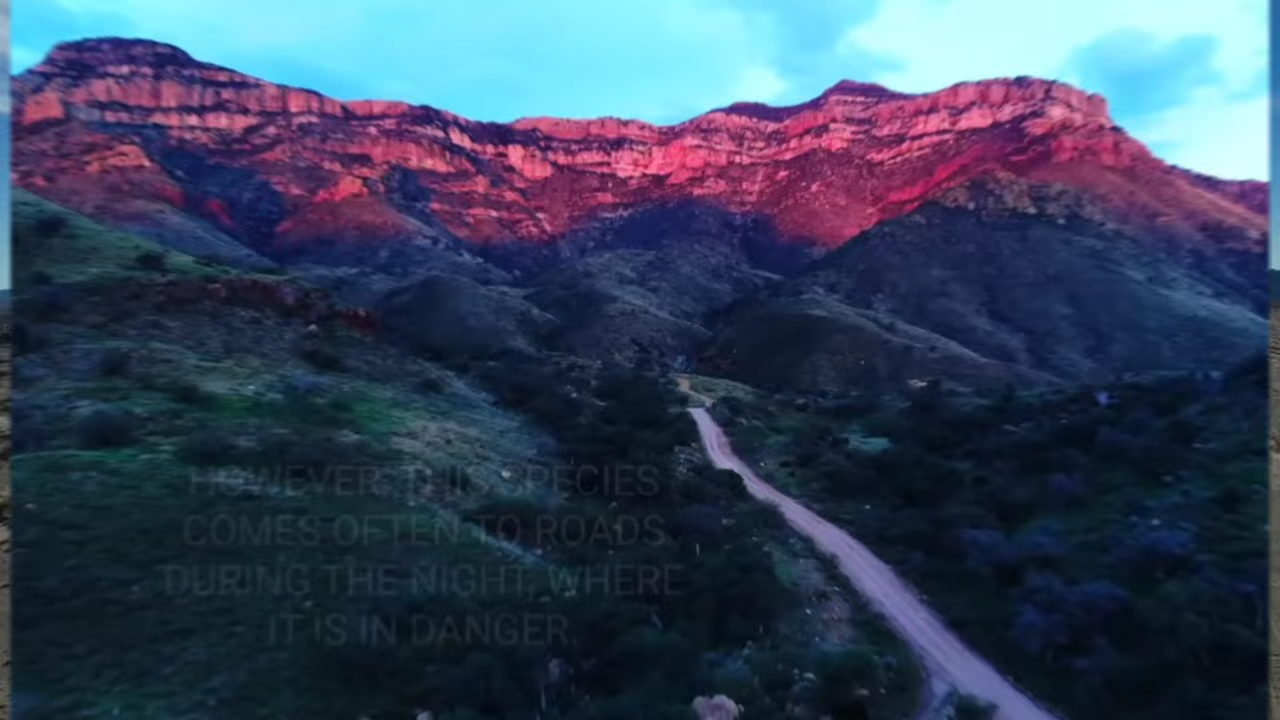 HOWEVER, THIS SPECIES
COMES OFTEN TO ROADS
DURING THE NIGHT, WHERE
IT IS IN DANGER